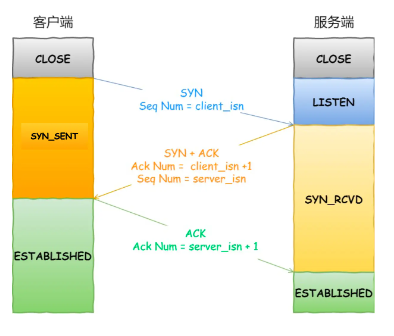 客户端
服务端
CLOSE
CLOSE
SYN
Seq Num = client_isn
LISTEN
SYN_SENT
SYN + ACK
Ack Num = client_isn +1
Seq Num = server_isn
SYN_RCVD
ACK
Ack Num = server_isn + 1
ESTABLISHED
ESTABLISHED